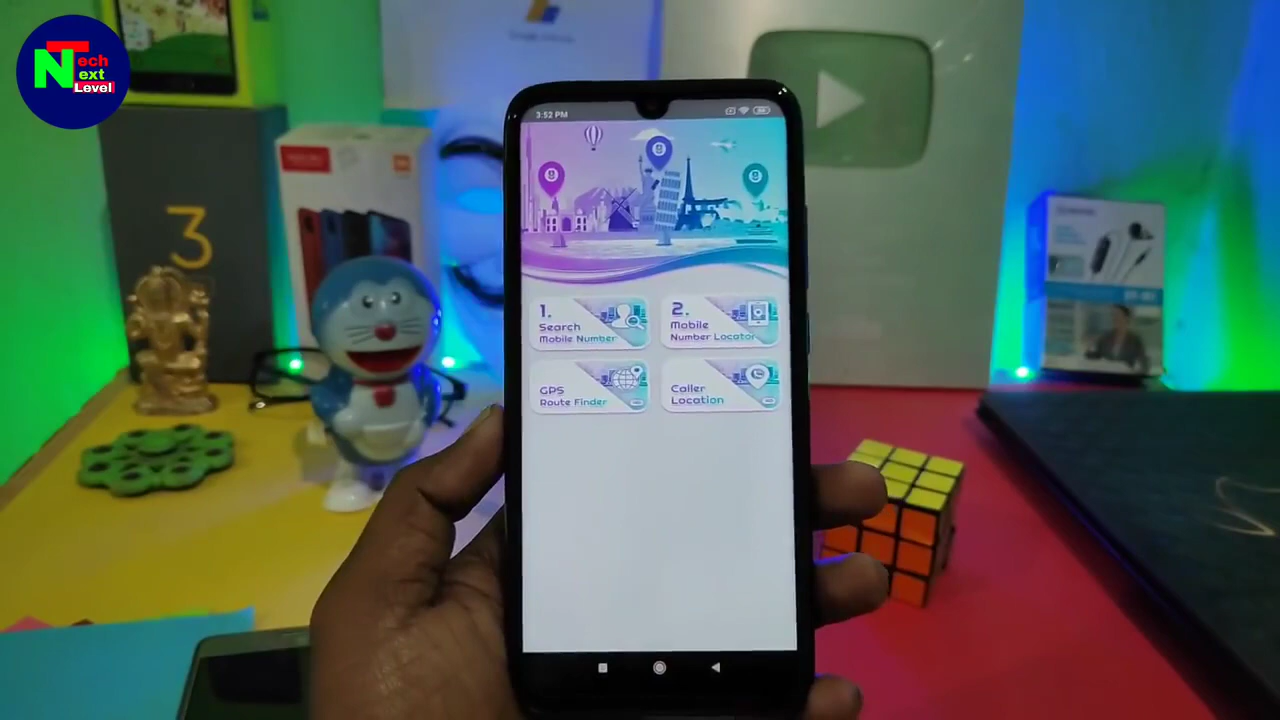 Tech
Next
Level
3
3:52 PM
1.
Search
Mobile Number
2.
Mobile
Number Locator
GPS
Route Finder
Caller
Location